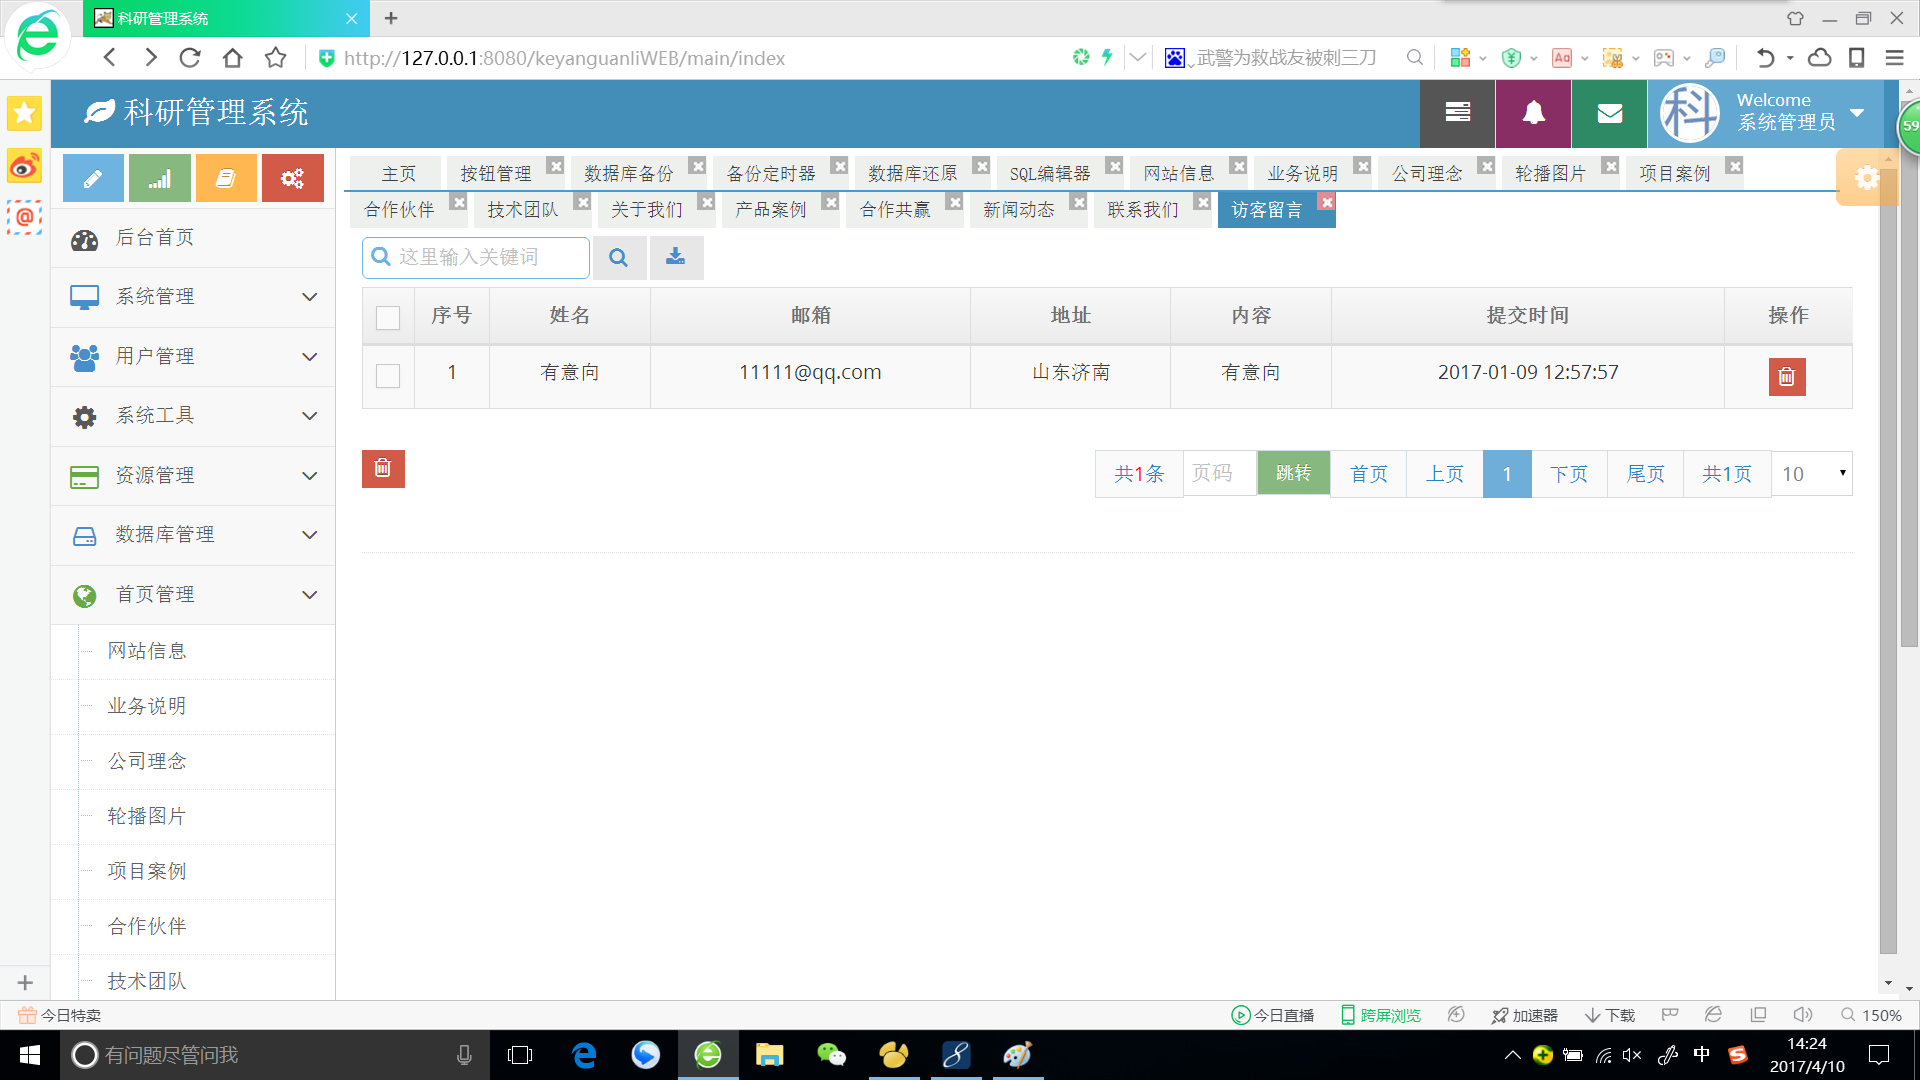 科研管理系统
http://127.0.0.1:8080/keyanguanliWEB/main/index
武警为救战友被刺三刀
科研管理系统
科
Welcome
系统管理员
59
主页 按钮管理 数据库备份 备份定时器 数据库还原 SQL编辑器 网站信息 业务说明 公司理念 轮播图片 项目案例
合作伙伴 技术团队 关于我们 产品案例 合作共赢 新闻动态 联系我们 访客留言
后台首页
系统管理
用户管理
系统工具
资源管理
数据库管理
首页管理
网站信息
业务说明
公司理念
轮播图片
项目案例
合作伙伴
技术团队
这里输入关键词
序号 姓名 邮箱 地址 内容 提交时间 操作
1 有意向 11111@qq.com 山东济南 有意向 2017-01-09 12:57:57
共1条 页码 跳转 首页 上页 1 下页 尾页 共1页 10
今日特卖
今日直播 跨屏浏览 加速器 下载 150%
有问题尽管问我
中
14:24
2017/4/10